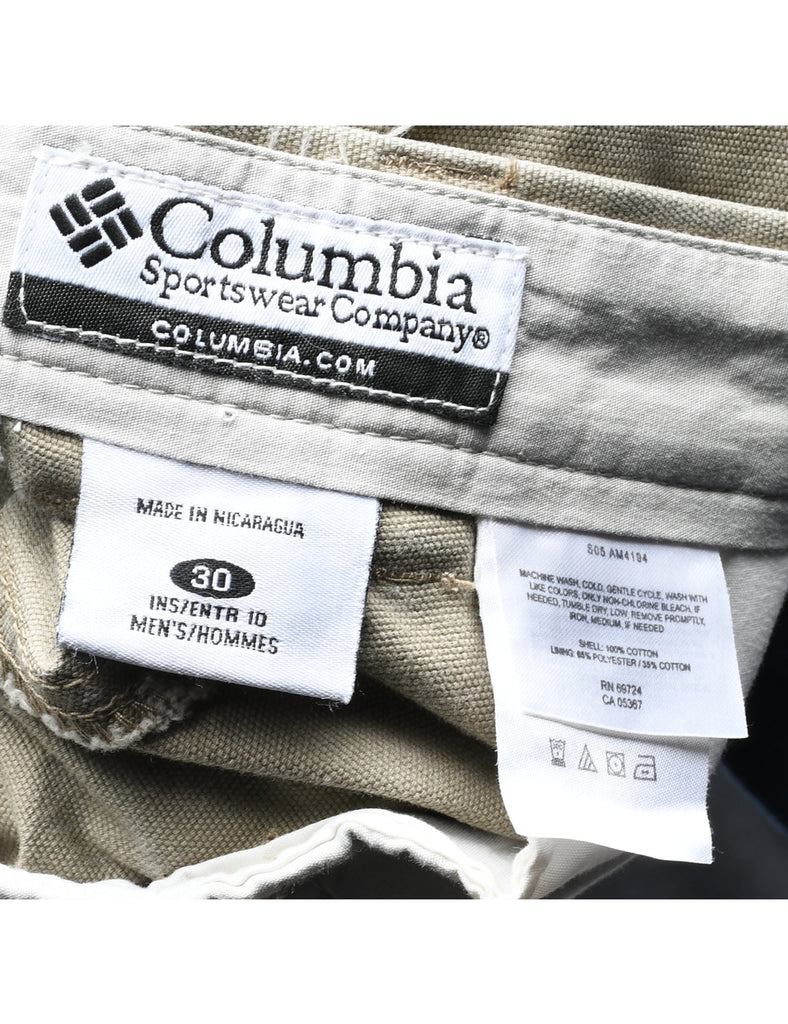 Columbia
Sportswear Company®
COLUMBIA.COM
MADE IN NICARAGUA
30
INS/ENTR 10
MEN'S/HOMMES
S05 AM4194
MACHINE WASH, COLD, GENTLE CYCLE, WASH WITH
LIKE COLORS, ONLY NON-CHLORINE BLEACH, IF
NEEDED, TUMBLE DRY, LOW, REMOVE PROMPTLY,
IRON, MEDIUM, IF NEEDED
SHELL: 100% COTTON
LINING: 65% POLYESTER / 35% COTTON
RN 69724
CA 05367